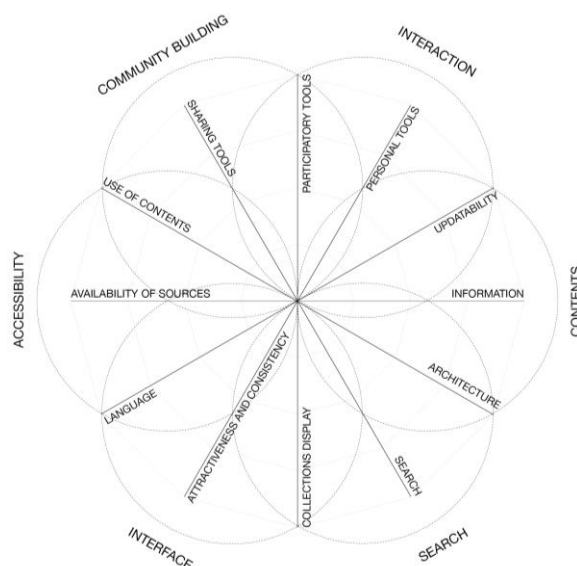 COMMUNITY BUILDING
INTERACTION
SHARING TOOLS
PARTICIPATORY TOOLS
PERSONAL TOOLS
USE OF CONTENTS
UPDATABILITY
ACCESSIBILITY
AVAILABILITY OF SOURCES
INFORMATION
CONTENTS
LANGUAGE
ATTRACTIVENESS AND CONSISTENCY
COLLECTIONS DISPLAY
SEARCH
ARCHITECTURE
INTERFACE
SEARCH